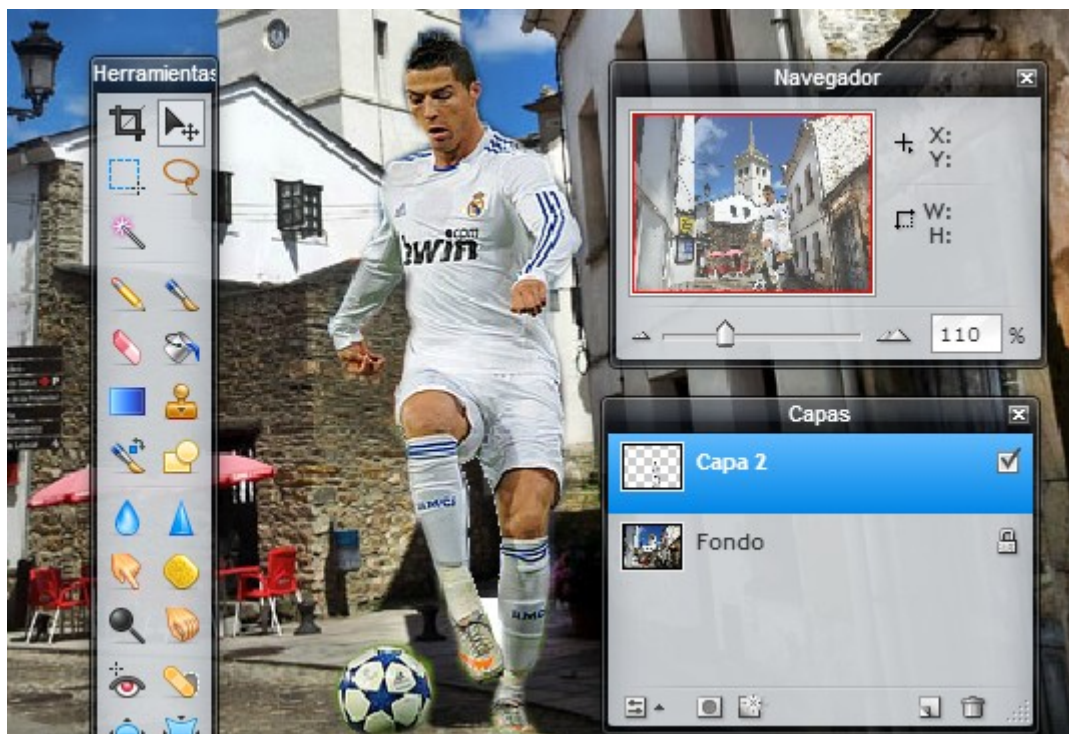 Herramientas
Navegador
X:
Y:
W:
H:
110 %
.com
bwin
Capas
Capa 2
Fondo
P